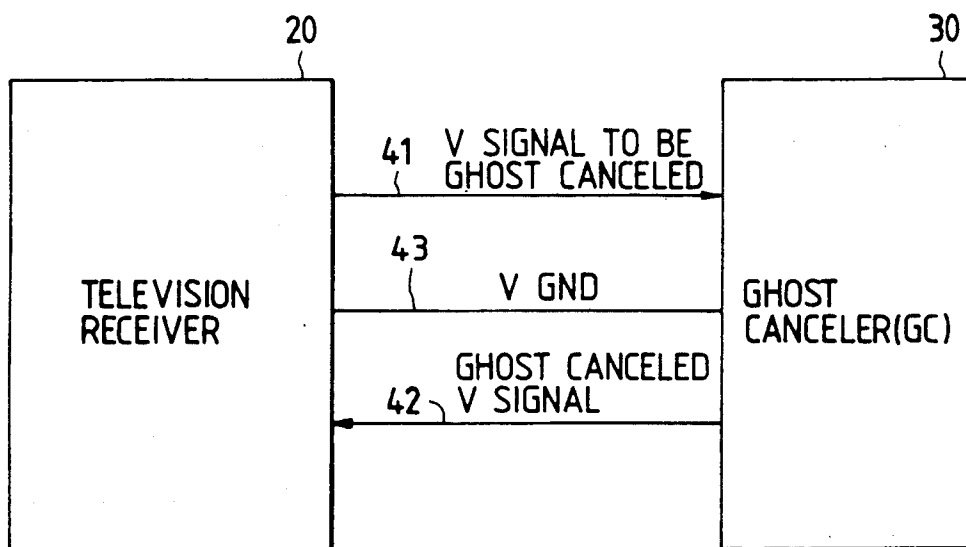 20
30
41
V SIGNAL TO BE
GHOST CANCELED
43
V GND
TELEVISION
RECEIVER
GHOST
CANCELER(GC)
GHOST CANCELED
V SIGNAL
42